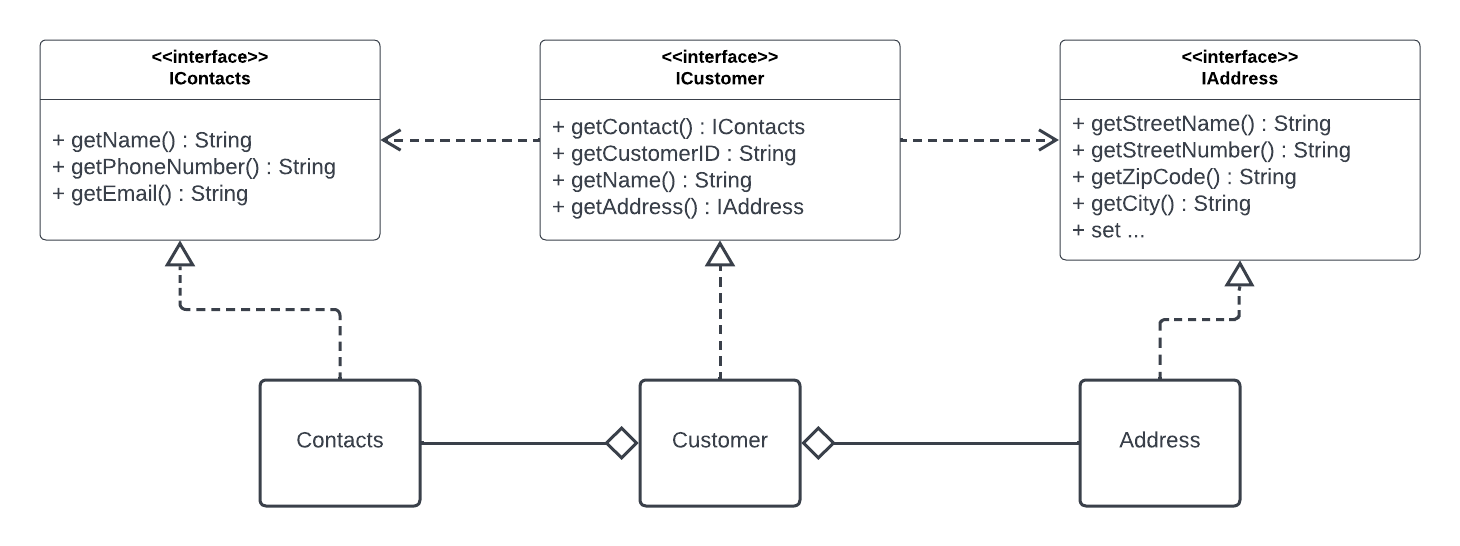 <<interface>>
IContacts
+ getName() : String
+ getPhoneNumber() : String
+ getEmail() : String
<<interface>>
ICustomer
+ getContact() : IContacts
+ getCustomerID : String
+ getName() : String
+ getAddress() : IAddress
<<interface>>
IAddress
+ getStreetName() : String
+ getStreetNumber() : String
+ getZipCode() : String
+ getCity() : String
+ set ...
Contacts
Customer
Address